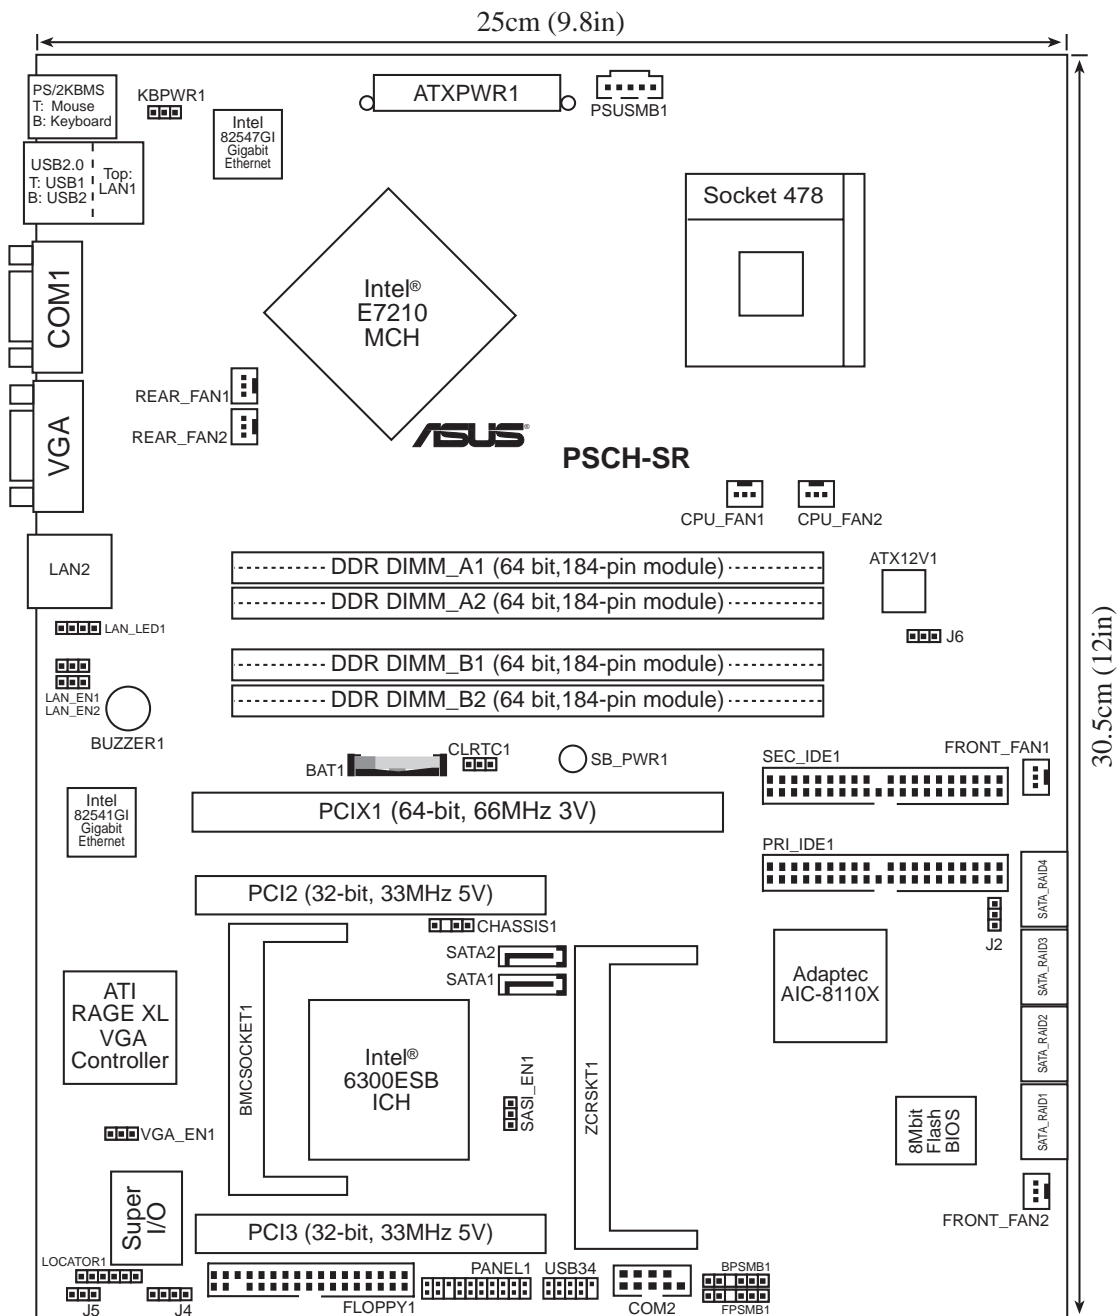 25cm (9.8in)
PS/2KBMS
T: Mouse
B: Keyboard
KBPWR1
ATXPWR1
PSUSMB1
Intel
82547GI
Gigabit
Ethernet
USB2.0
T: USB1
B: USB2
Top:
LAN1
Socket 478
COM1
Intel®
E7210
MCH
VGA
REAR_FAN1
REAR_FAN2
ASUS®
PSCH-SR
CPU_FAN1
CPU_FAN2
LAN2
DDR DIMM_A1 (64 bit,184-pin module)
DDR DIMM_A2 (64 bit,184-pin module)
ATX12V1
LAN_LED1
J6
30.5cm (12in)
DDR DIMM_B1 (64 bit,184-pin module)
DDR DIMM_B2 (64 bit,184-pin module)
LAN_EN1
LAN_EN2
BUZZER1
BAT1
CLRTC1
SB_PWR1
SEC_IDE1
FRONT_FAN1
Intel
82541GI
Gigabit
Ethernet
PCIX1 (64-bit, 66MHz 3V)
PRI_IDE1
SATA_RAID4
PCI2 (32-bit, 33MHz 5V)
CHASSIS1
J2
SATA2
SATA1
SATA_RAID3
ATI
RAGE XL
VGA
Controller
BMCSOCKET1
Adaptec
AIC-8110X
SATA_RAID2
Intel®
6300ESB
ICH
SASI_EN1
ZCRSKT1
8Mbit
Flash
BIOS
SATA_RAID1
VGA_EN1
Super
I/O
FRONT_FAN2
PCI3 (32-bit, 33MHz 5V)
LOCATOR1
J5
J4
FLOPPY1
PANEL1
USB34
COM2
BPSMB1
FPSMB1